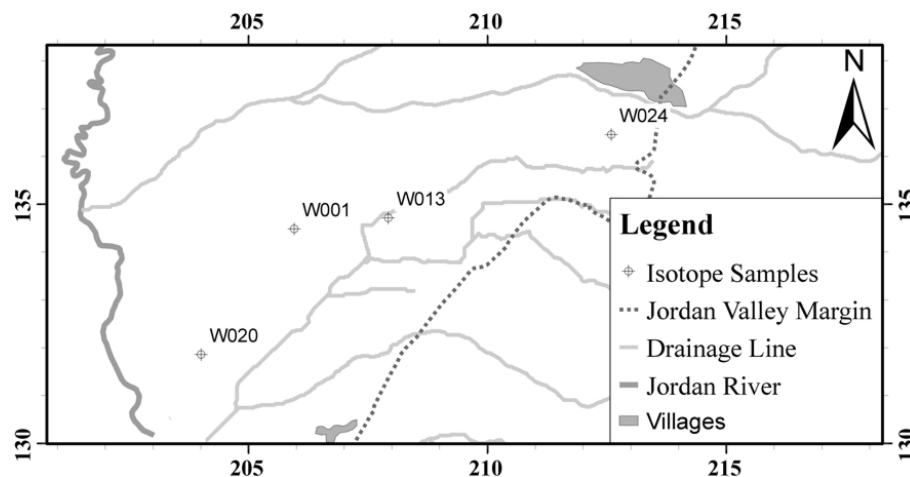 205 210 215
N
W024
135 W001 W013 135
Legend
Isotope Samples
Jordan Valley Margin
W020
Drainage Line
Jordan River
Villages
130 130
205 210 215